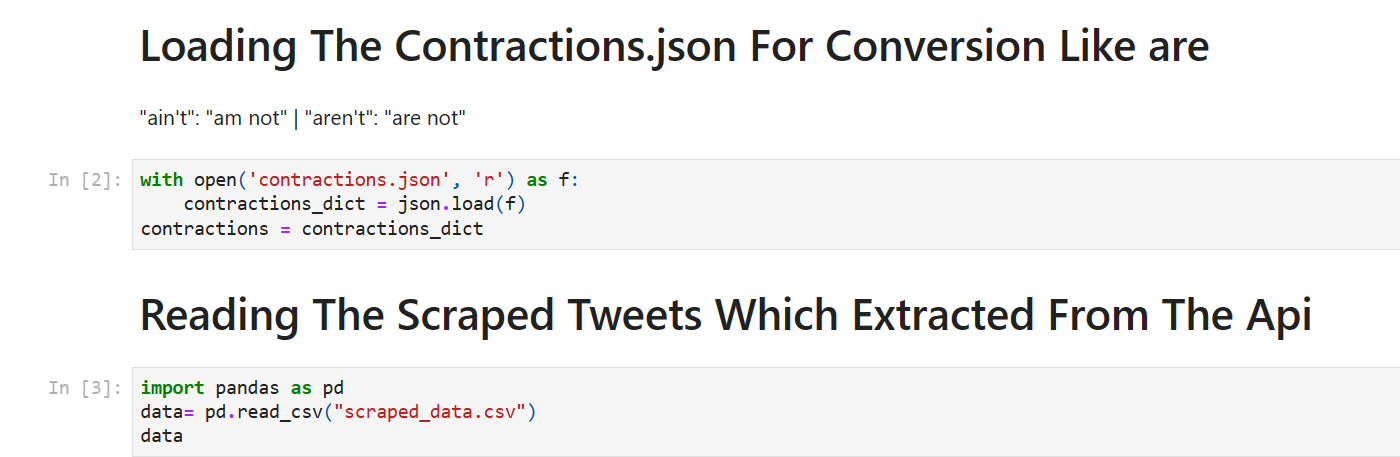 Loading The Contractions.json For Conversion Like are
"ain't": "am not" | "aren't": "are not"
In [2]:
with open('contractions.json', 'r') as f:
    contractions_dict = json.load(f)
contractions = contractions_dict
Reading The Scraped Tweets Which Extracted From The Api
In [3]:
import pandas as pd
data= pd.read_csv("scraped_data.csv")
data